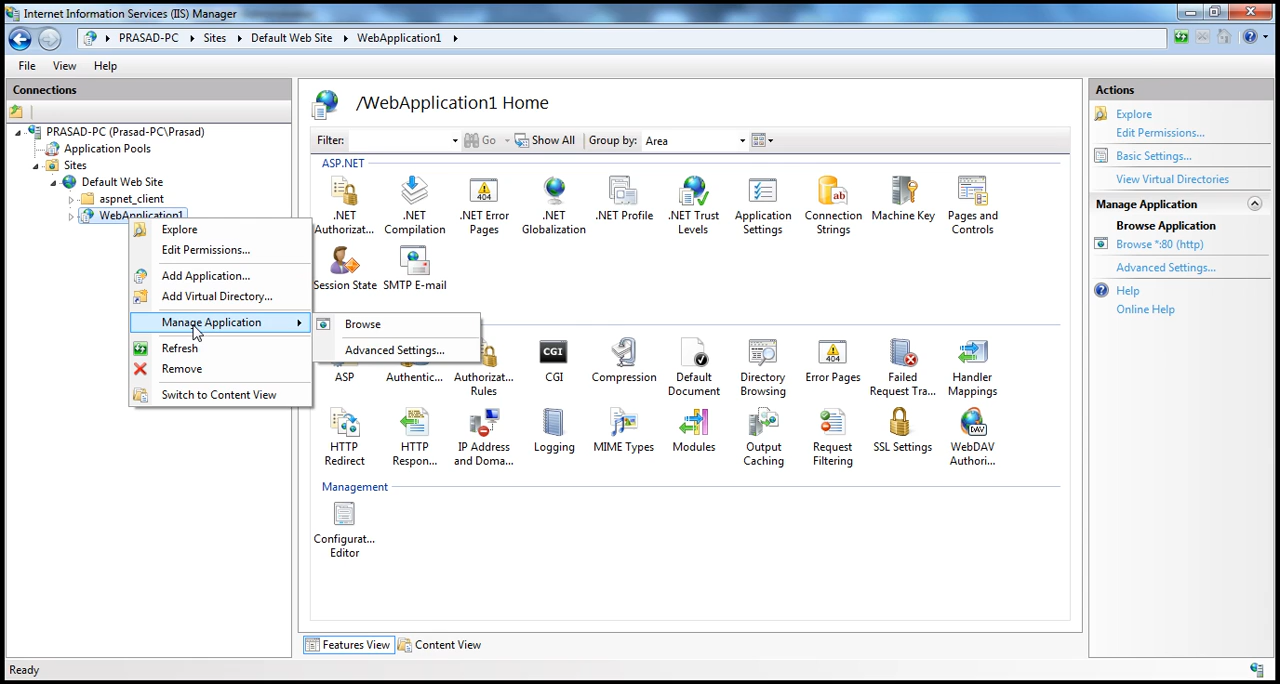 Internet Information Services (IIS) Manager
PRASAD-PC
Sites
Default Web Site
WebApplication1
File
View
Help
Connections
PRASAD-PC (Prasad-PC\Prasad)
Application Pools
Sites
Default Web Site
aspnet_client
WebApplication1
Explore
Edit Permissions...
Add Application...
Add Virtual Directory...
Manage Application
Refresh
Remove
Switch to Content View
Browse
Advanced Settings...
/WebApplication1 Home
Filter:
Go
Show All
Group by:
Area
ASP.NET
.NET
Authorizat...
.NET
Compilation
.NET Error
Pages
.NET
Globalization
.NET Profile
.NET Trust
Levels
Application
Settings
Connection
Strings
Machine Key
Pages and
Controls
Session State
SMTP E-mail
ASP
Authentic...
Authorizat...
Rules
CGI
CGI
Compression
Default
Document
Directory
Browsing
404
Error Pages
Failed
Request Tra...
Handler
Mappings
HTTP
Redirect
HTTP
Respon...
IP Address
and Doma...
Logging
MIME Types
Modules
Output
Caching
Request
Filtering
SSL Settings
DAV
WebDAV
Authori...
Management
Configurat...
Editor
Features View
Content View
Actions
Explore
Edit Permissions...
Basic Settings...
View Virtual Directories
Manage Application
Browse Application
Browse *:80 (http)
Advanced Settings...
Help
Online Help
Ready